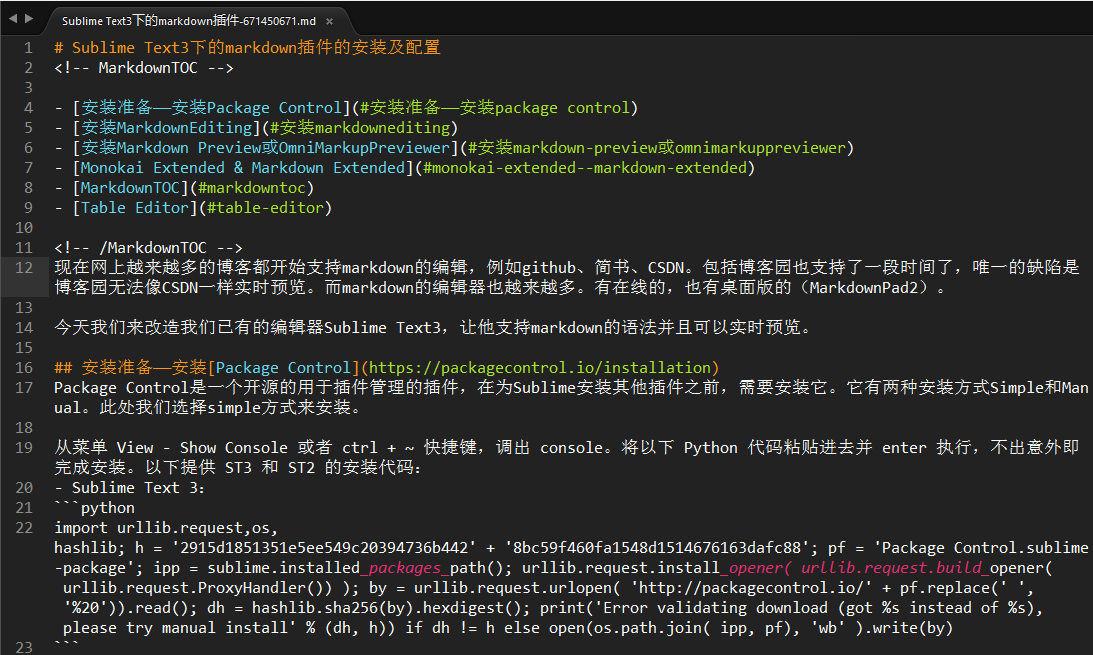 Sublime Text3下的markdown插件-671450671.md ×
1 # Sublime Text3下的markdown插件的安装及配置
2 <!-- MarkdownTOC -->
3
4 - [安装准备——安装Package Control](#安装准备——安装package control)
5 - [安装MarkdownEditing](#安装markdownediting)
6 - [安装Markdown Preview或OmniMarkupPreviewer](#安装markdown-preview或omnimarkuppreviewer)
7 - [Monokai Extended & Markdown Extended](#monokai-extended--markdown-extended)
8 - [MarkdownTOC](#markdowntoc)
9 - [Table Editor](#table-editor)
10
11 <!-- /MarkdownTOC -->
12 现在网上越来越多的博客都开始支持markdown的编辑，例如github、简书、CSDN。包括博客园也支持了一段时间了，唯一的缺陷是
博客园无法像CSDN一样实时预览。而markdown的编辑器也越来越多。有在线的，也有桌面版的（MarkdownPad2）。
13
14 今天我们来改造我们已有的编辑器Sublime Text3，让他支持markdown的语法并且可以实时预览。
15
16 ## 安装准备——安装[Package Control](https://packagecontrol.io/installation)
17 Package Control是一个开源的用于插件管理的插件，在为Sublime安装其他插件之前，需要安装它。它有两种安装方式Simple和Man
ual。此处我们选择simple方式来安装。
18
19 从菜单 View - Show Console 或者 ctrl + ~ 快捷键，调出 console。将以下 Python 代码粘贴进去并 enter 执行，不出意外即
完成安装。以下提供 ST3 和 ST2 的安装代码：
20 - Sublime Text 3：
21 ```python
22 import urllib.request,os,
hashlib; h = '2915d1851351e5ee549c20394736b442' + '8bc59f460fa1548d1514676163dafc88'; pf = 'Package Control.sublime
-package'; ipp = sublime.installed_packages_path(); urllib.request.install_opener( urllib.request.build_opener(
urllib.request.ProxyHandler()) ); by = urllib.request.urlopen( 'http://packagecontrol.io/' + pf.replace(' ',
'%20')).read(); dh = hashlib.sha256(by).hexdigest(); print('Error validating download (got %s instead of %s),
please try manual install' % (dh, h)) if dh != h else open(os.path.join( ipp, pf), 'wb' ).write(by)
23 ```